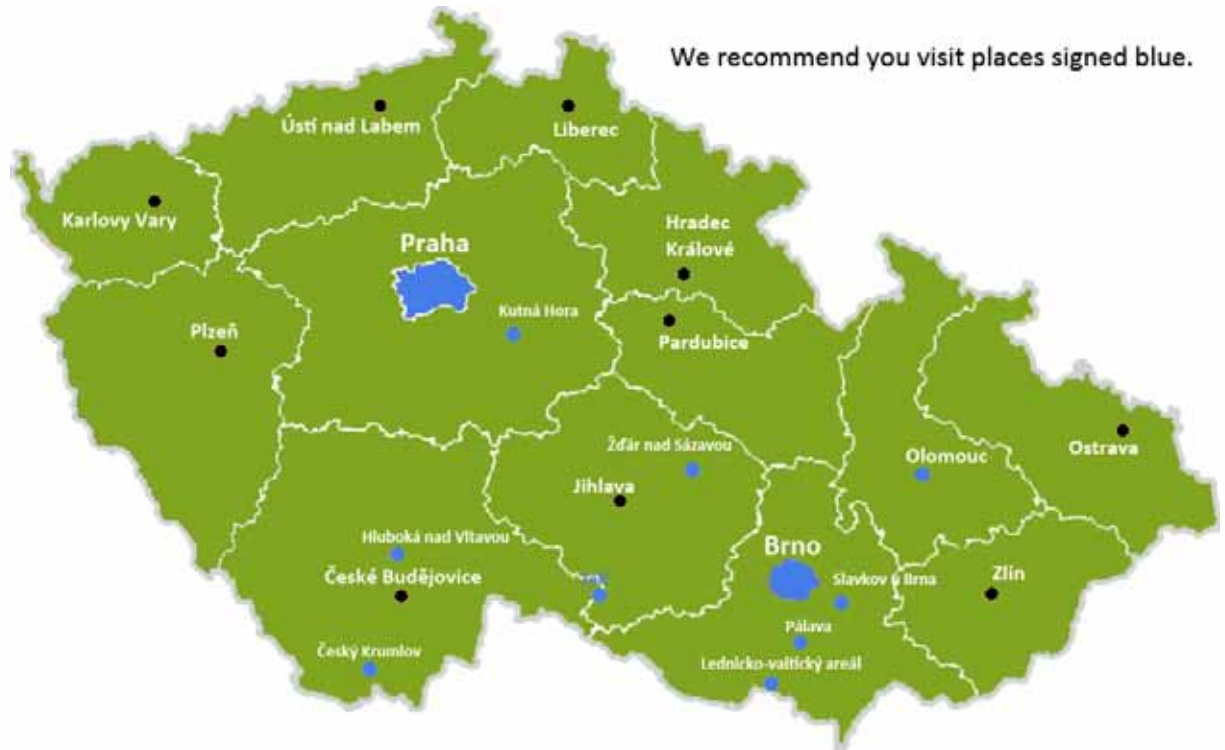 We recommend you visit places signed blue.
Ústí nad Labem
Liberec
Karlovy Vary
Hradec
Králové
Praha
Kutná Hora
Plzeň
Pardubice
Žďár nad Sázavou
Olomouc
Ostrava
Jihlava
Hluboká nad Vltavou
Brno
České Budějovice
Slavkov u Brna
Zlín
Pálava
Český Krumlov
Lednicko-valtický areál